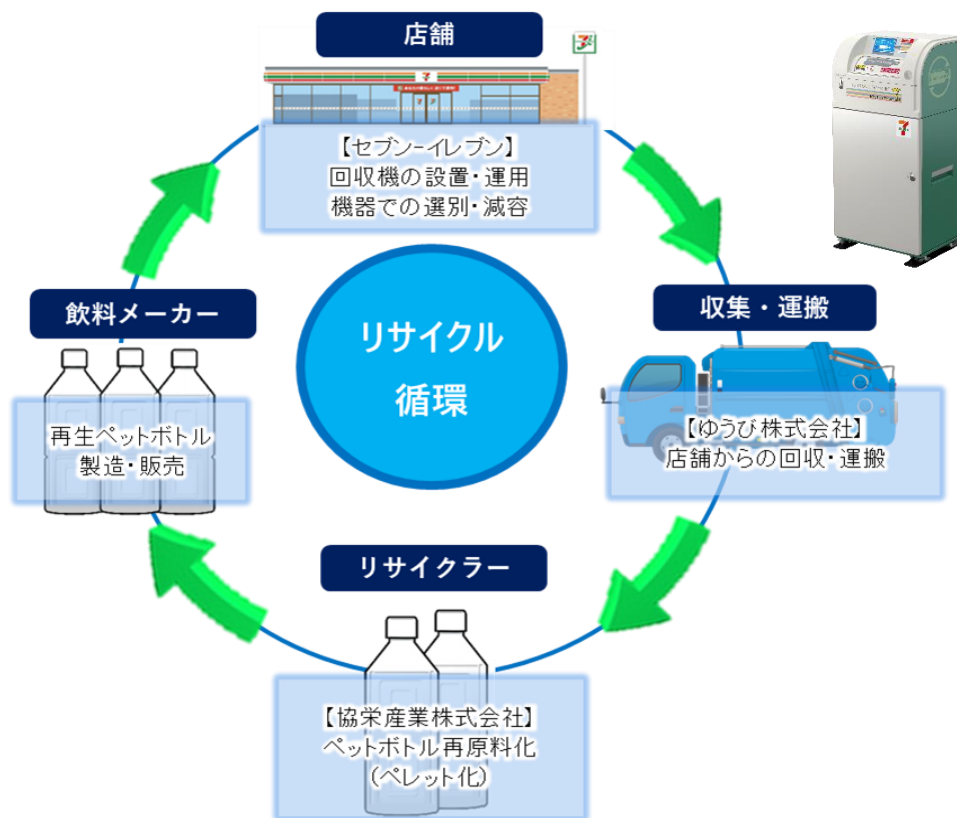 店舗
【セブン-イレブン】
回収機の設置・運用
機器での選別・減容
収集・運搬
【ゆうび株式会社】
店舗からの回収・運搬
リサイクラー
【協栄産業株式会社】
ペットボトル再原料化
(ペレット化)
飲料メーカー
再生ペットボトル
製造・販売
リサイクル
循環